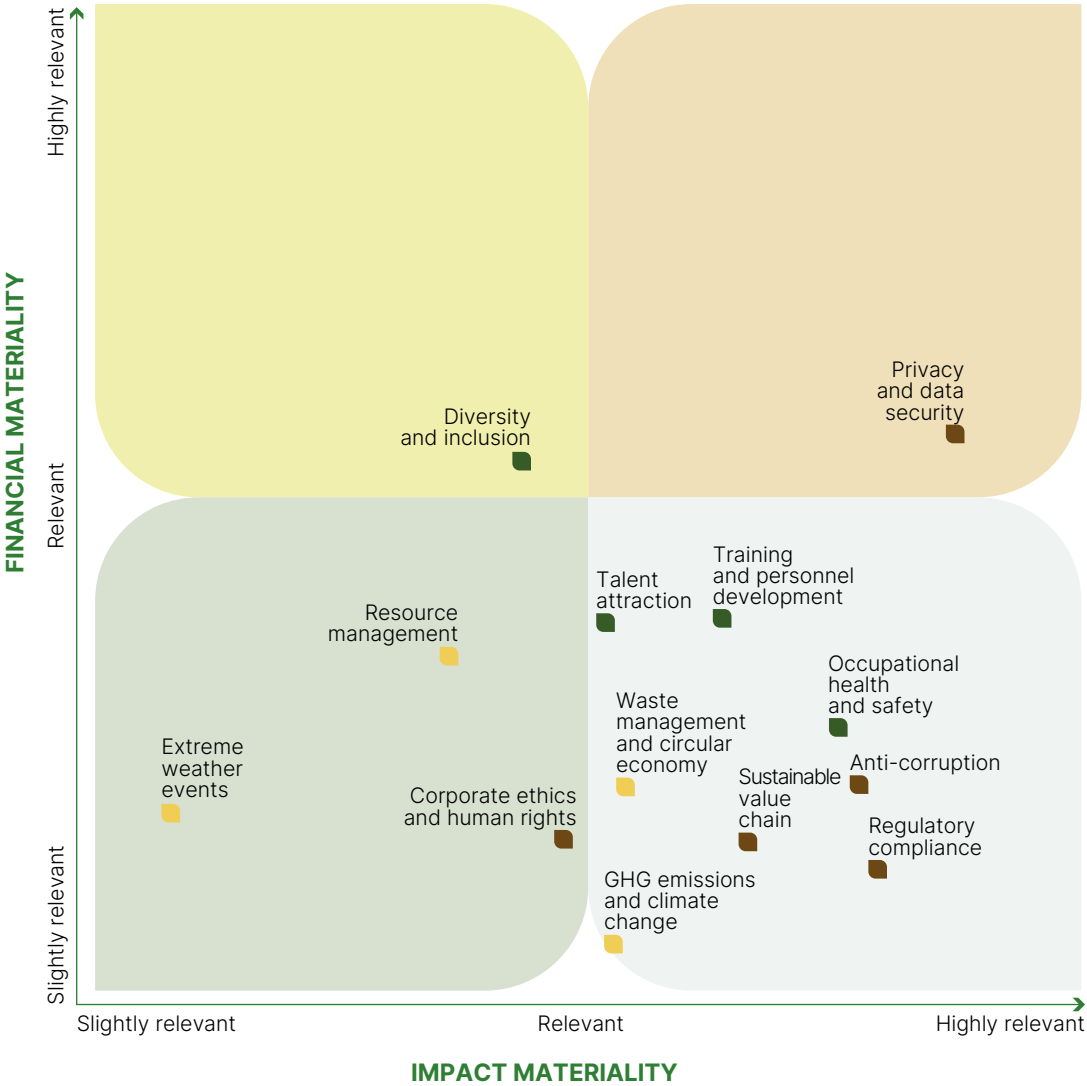 Highly relevant
Relevant
Slightly relevant
FINANCIAL MATERIALITY
Privacy
and data
security
Diversity
and inclusion
Training
and personnel
development
Talent
attraction
Resource
management
Occupational
health
and safety
Waste
management
and circular
economy
Extreme
weather
events
Anti-corruption
Sustainable
value
chain
Corporate ethics
and human rights
Regulatory
compliance
GHG emissions
and climate
change
Slightly relevant
Relevant
Highly relevant
IMPACT MATERIALITY